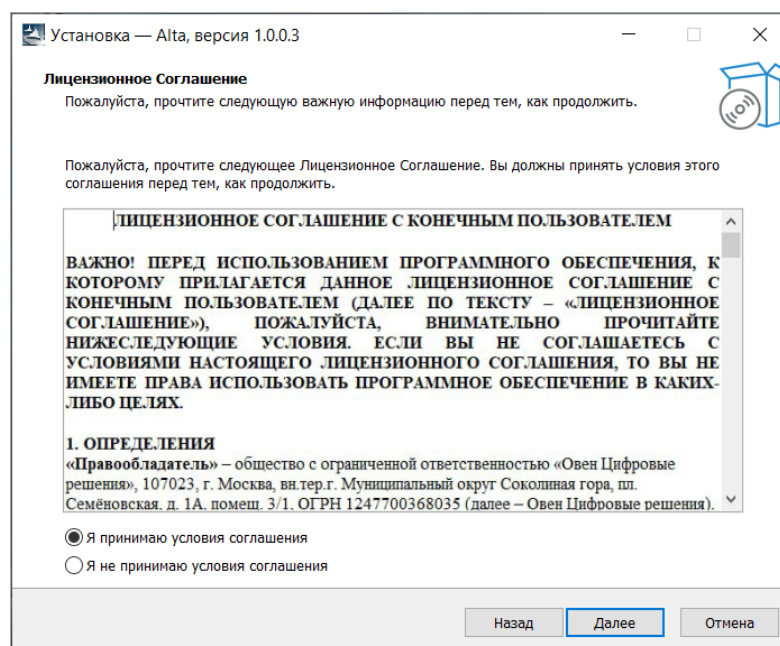 Установка — Alta, версия 1.0.0.3
Лицензионное Соглашение
Пожалуйста, прочтите следующую важную информацию перед тем, как продолжить.
Пожалуйста, прочтите следующее Лицензионное Соглашение. Вы должны принять условия этого
соглашения перед тем, как продолжить.
ЛИЦЕНЗИОННОЕ СОГЛАШЕНИЕ С КОНЕЧНЫМ ПОЛЬЗОВАТЕЛЕМ
ВАЖНО! ПЕРЕД ИСПОЛЬЗОВАНИЕМ ПРОГРАММНОГО ОБЕСПЕЧЕНИЯ, К
КОТОРОМУ ПРИЛАГАЕТСЯ ДАННОЕ ЛИЦЕНЗИОННОЕ СОГЛАШЕНИЕ С
КОНЕЧНЫМ ПОЛЬЗОВАТЕЛЕМ (ДАЛЕЕ ПО ТЕКСТУ – «ЛИЦЕНЗИОННОЕ
СОГЛАШЕНИЕ»), ПОЖАЛУЙСТА, ВНИМАТЕЛЬНО ПРОЧИТАЙТЕ
НИЖЕСЛЕДУЮЩИЕ УСЛОВИЯ. ЕСЛИ ВЫ НЕ СОГЛАШАЕТЕСЬ С
УСЛОВИЯМИ НАСТОЯЩЕГО ЛИЦЕНЗИОННОГО СОГЛАШЕНИЯ, ТО ВЫ НЕ
ИМЕЕТЕ ПРАВА ИСПОЛЬЗОВАТЬ ПРОГРАММНОЕ ОБЕСПЕЧЕНИЕ В КАКИХ-
ЛИБО ЦЕЛЯХ.
1. ОПРЕДЕЛЕНИЯ
«Правообладатель» – общество с ограниченной ответственностью «Овен Цифровые
решения», 107023, г. Москва, вн.тер.г. Муниципальный округ Соколиная гора, пл.
Семёновская, д. 1А, помещ. 3/1, ОГРН 1247700368035 (далее – Овен Цифровые решения).
Я принимаю условия соглашения
Я не принимаю условия соглашения
Назад
Далее
Отмена